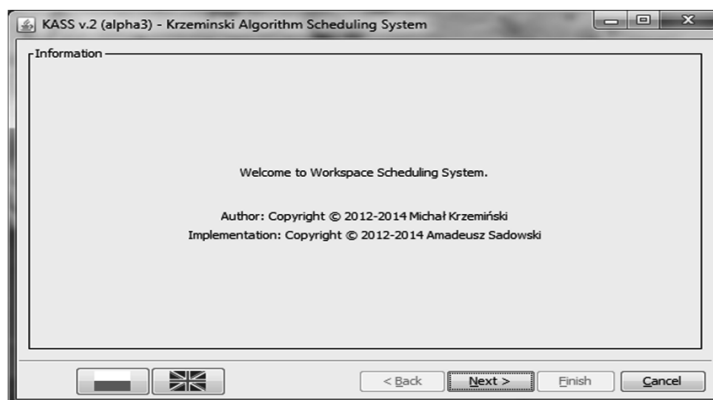 KASS v.2 (alpha3) - Krzeminski Algorithm Scheduling System
Information
Welcome to Workspace Scheduling System.
Author: Copyright © 2012-2014 Michał Krzemiński
Implementation: Copyright © 2012-2014 Amadeusz Sadowski
< Back Next > Finish Cancel